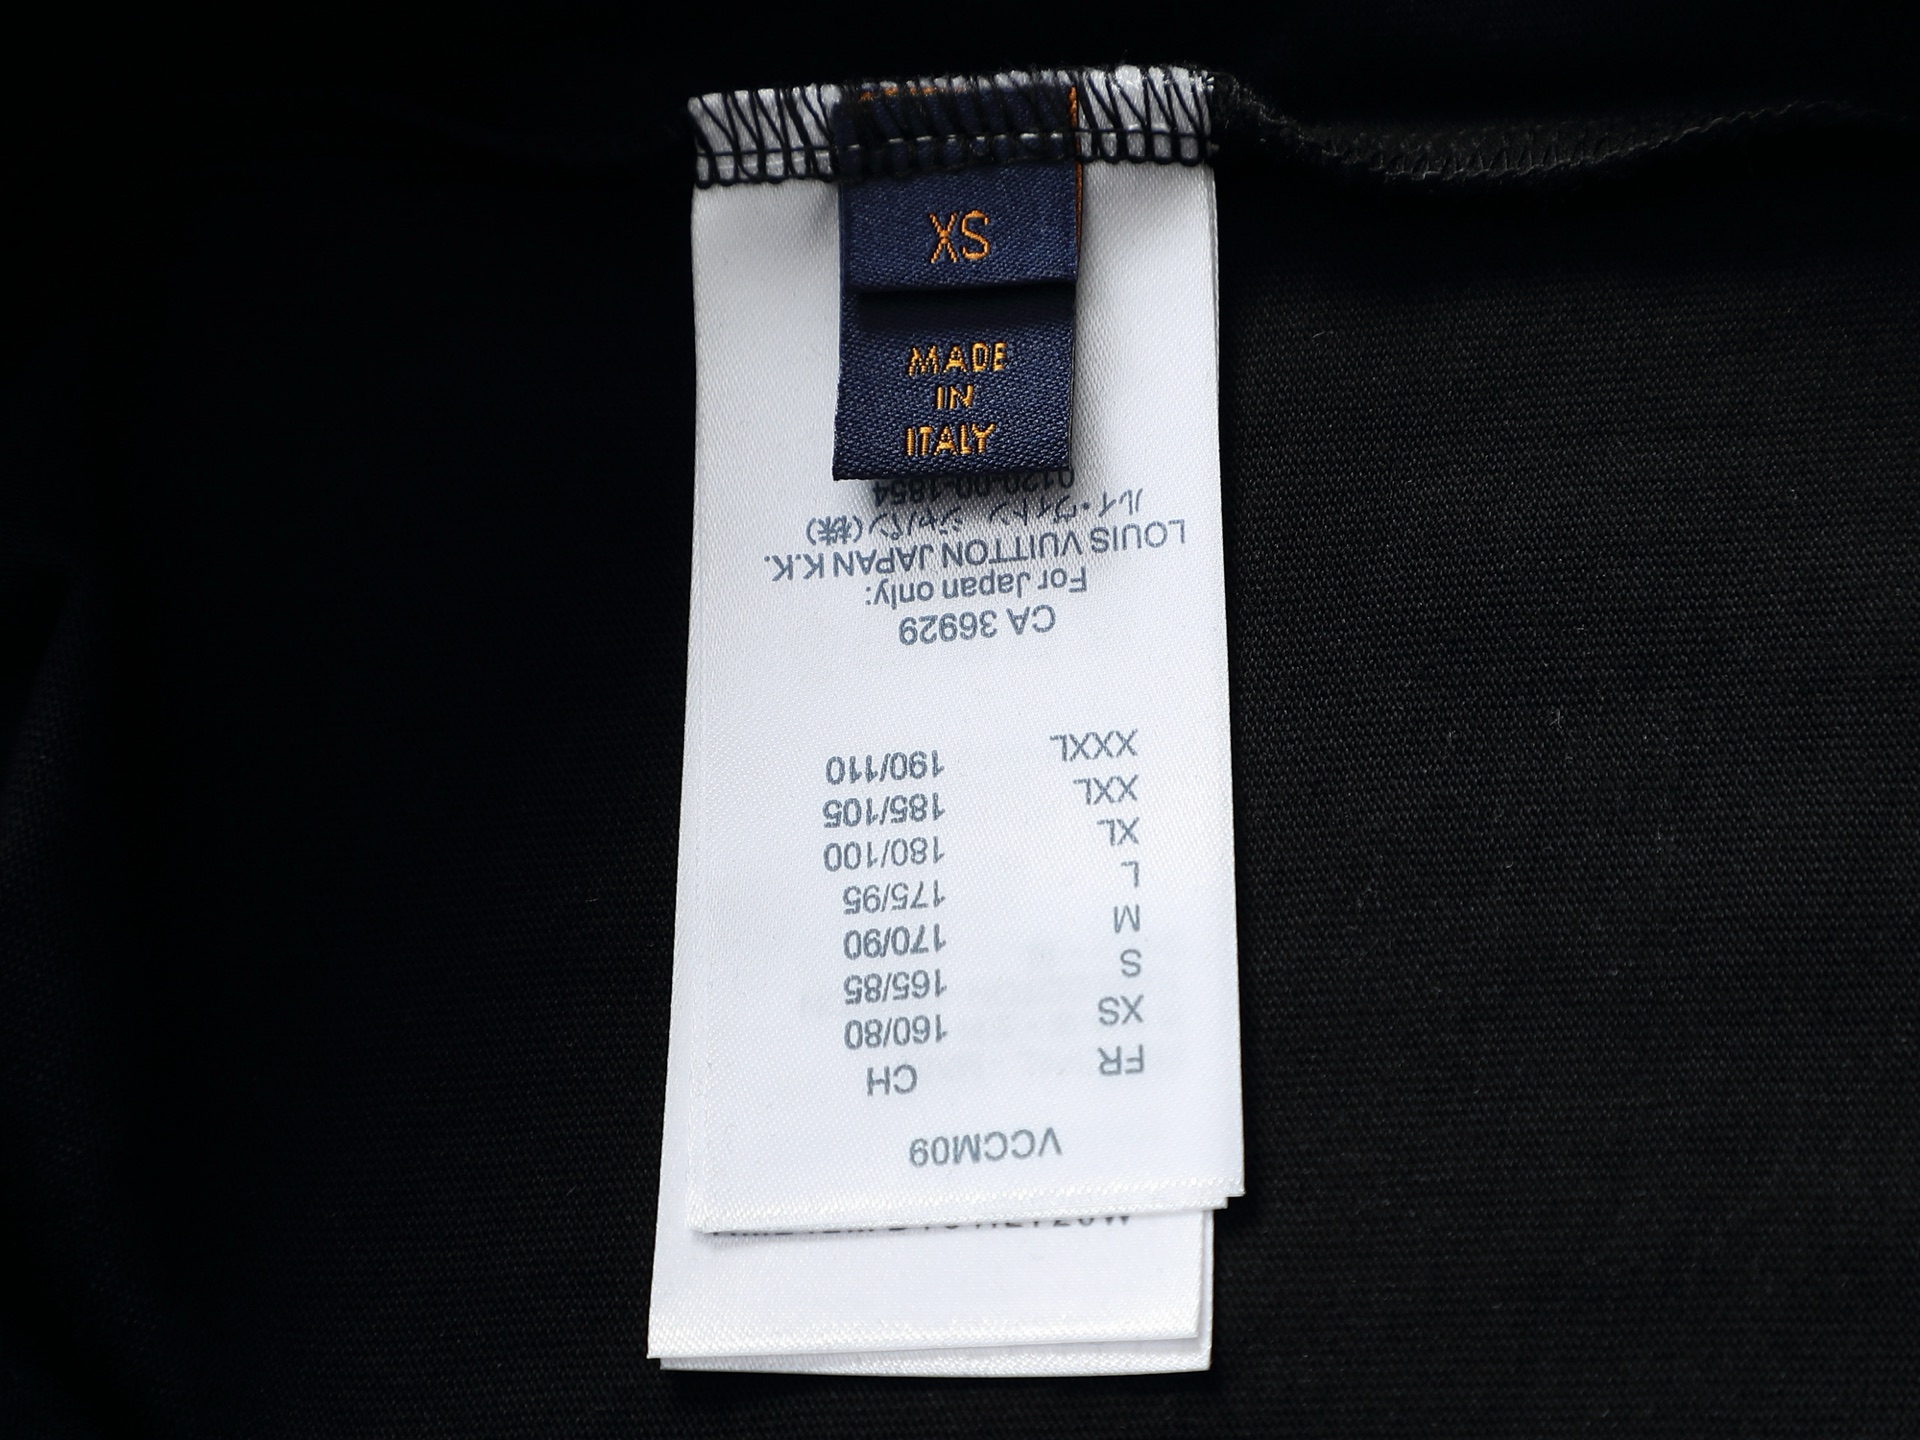 XS
MADE
IN
ITALY
VCCM09
FR CH
XS 160/80
S 165/85
M 170/90
L 175/95
XL 180/100
XXL 185/105
XXXL 190/110
CA 36929
For Japan only:
LOUIS VUITTON JAPAN K.K.
ルイ・ヴィトン ジャパン(株)
0120-00-1854